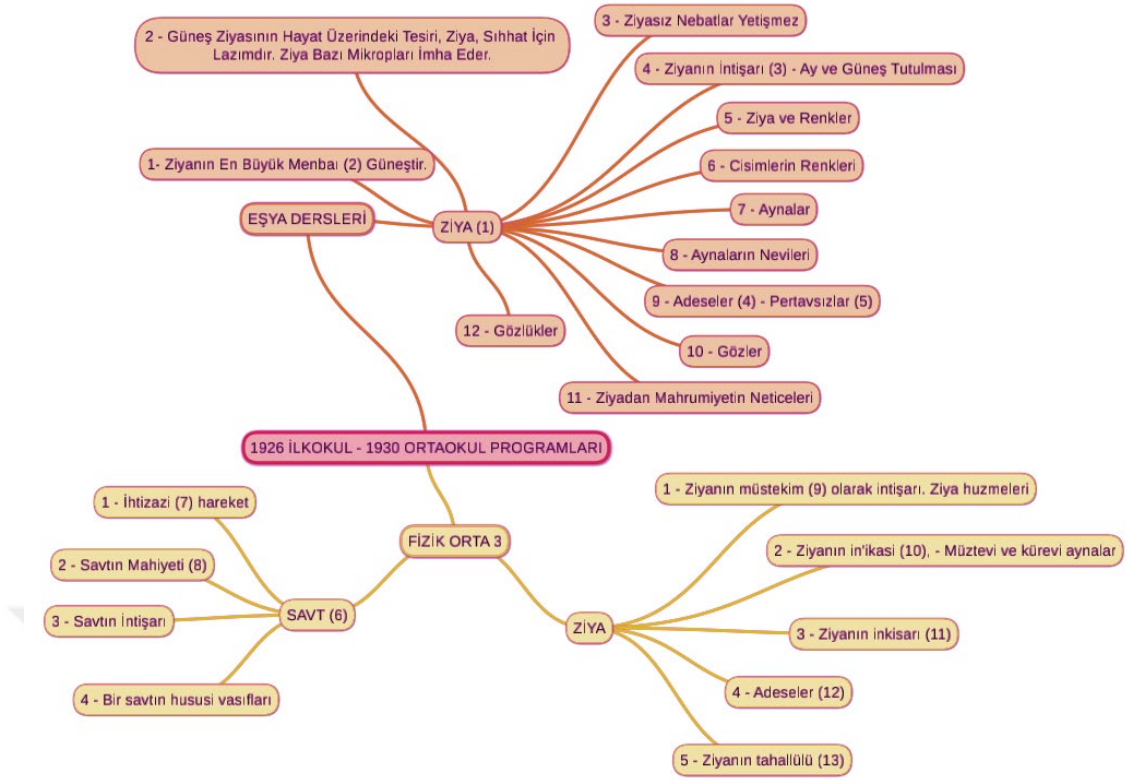 2 - Güneş Ziyasının Hayat Üzerindeki Tesiri, Ziya, Sıhhat İçin
Lazımdır. Ziya Bazı Mikropları İmha Eder.
3 - Ziyasız Nebatlar Yetişmez
4 - Ziyanın İntişarı (3) - Ay ve Güneş Tutulması
5 - Ziya ve Renkler
1- Ziyanın En Büyük Menbaı (2) Güneştir.
6 - Cisimlerin Renkleri
EŞYA DERSLERİ
ZİYA (1)
7 - Aynalar
8 - Aynaların Nevileri
9 - Adeseler (4) - Pertavsızlar (5)
12 - Gözlükler
10 - Gözler
11 - Ziyadan Mahrumiyetin Neticeleri
1926 İLKOKUL - 1930 ORTAOKUL PROGRAMLARI
1 - İhtizazi (7) hareket
1 - Ziyanın müstekim (9) olarak intişarı. Ziya huzmeleri
FİZİK ORTA 3
2 - Savtın Mahiyeti (8)
2 - Ziyanın in'ikasi (10), - Müztevi ve kürevi aynalar
SAVT (6)
3 - Savtın İntişarı
ZİYA
3 - Ziyanın inkisarı (11)
4 - Bir savtın hususi vasıfları
4 - Adeseler (12)
5 - Ziyanın tahallülü (13)